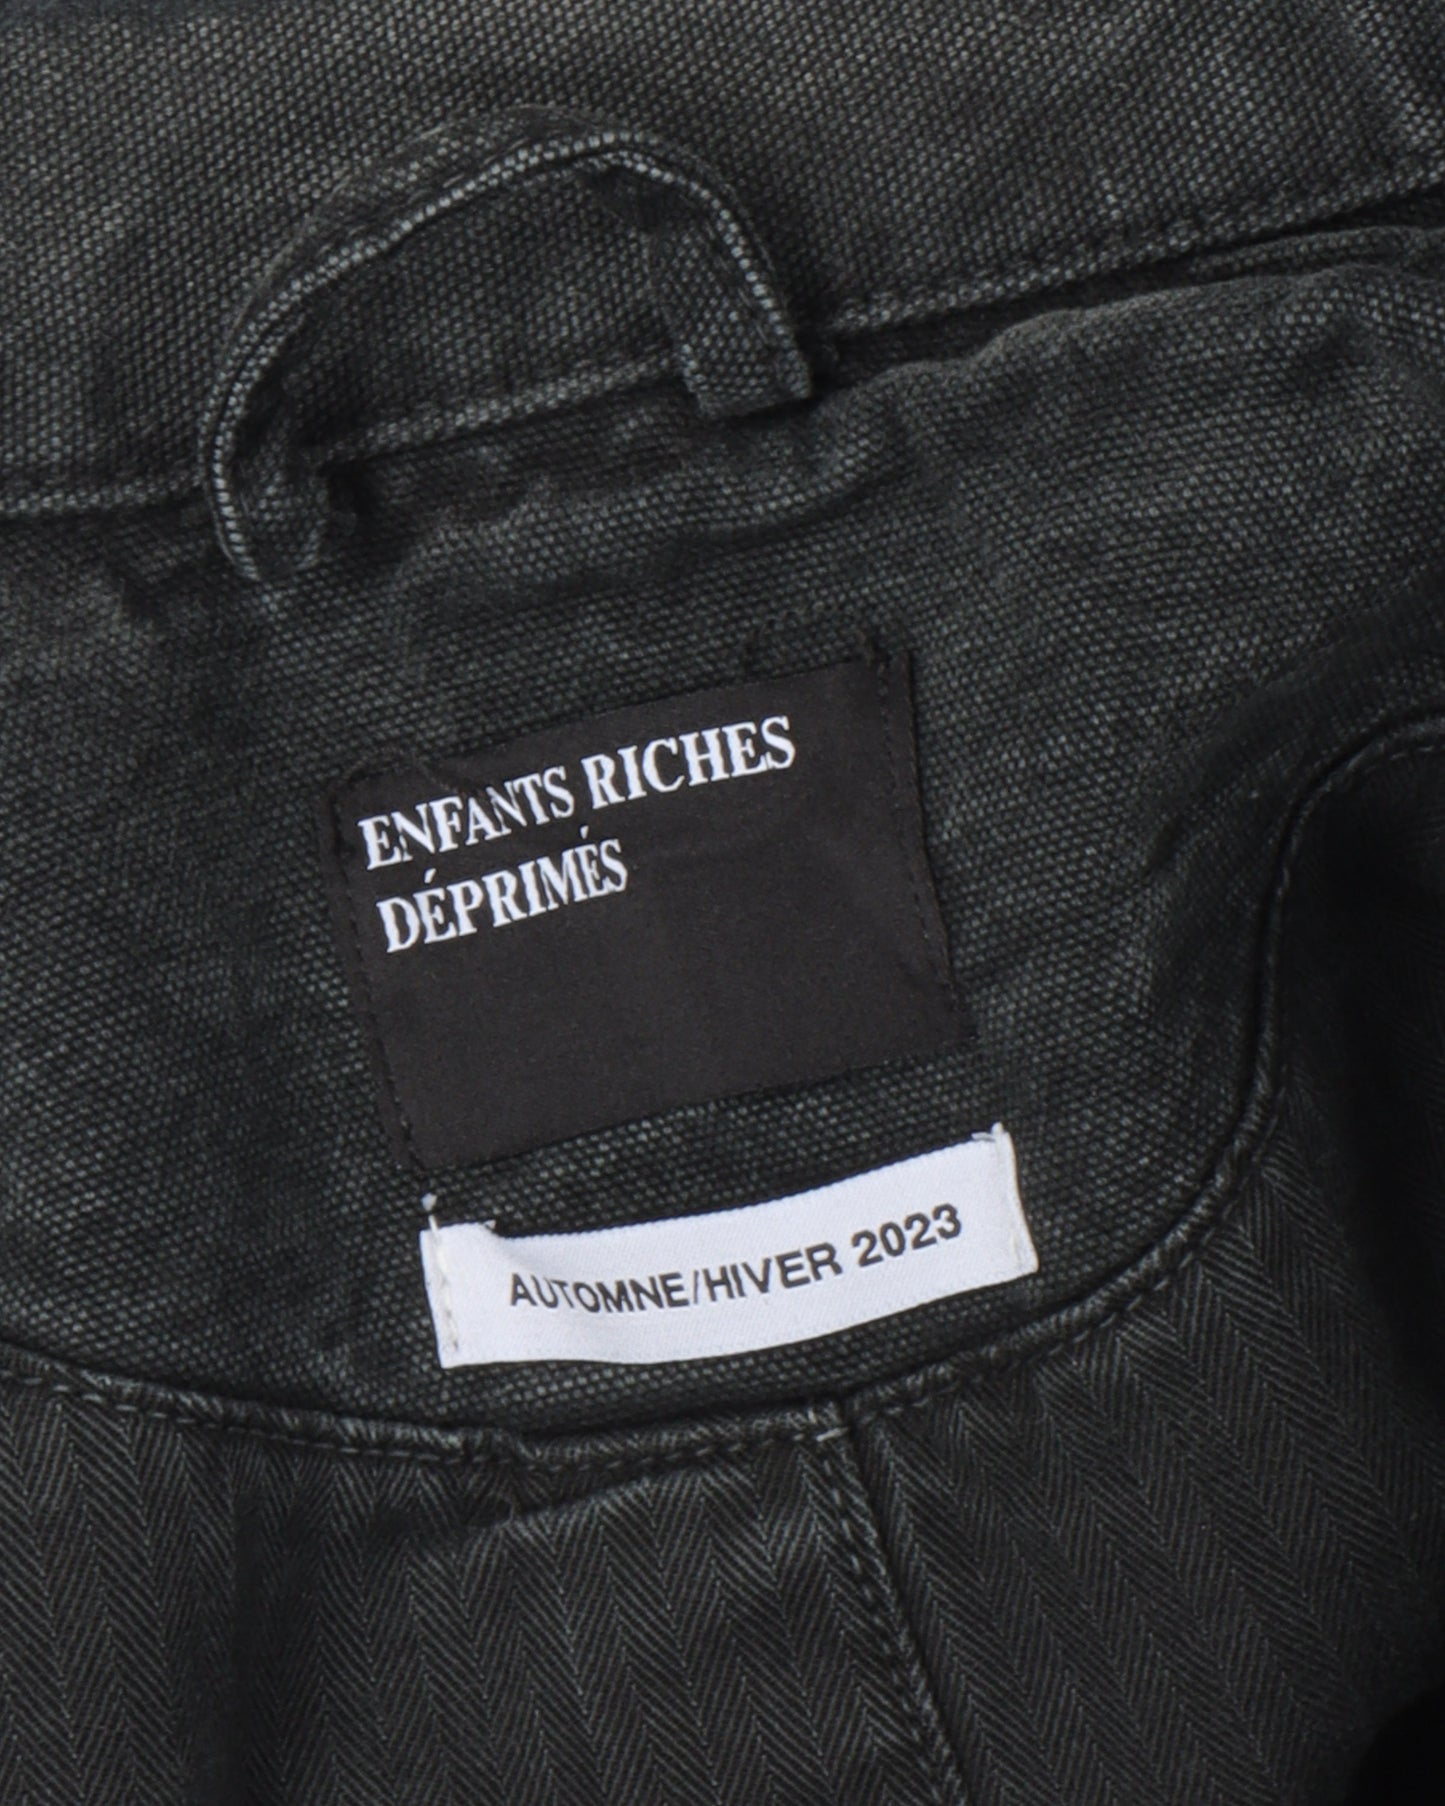 ENFANTS RICHES
DÉPRIMÉS
AUTOMNE/HIVER 2023